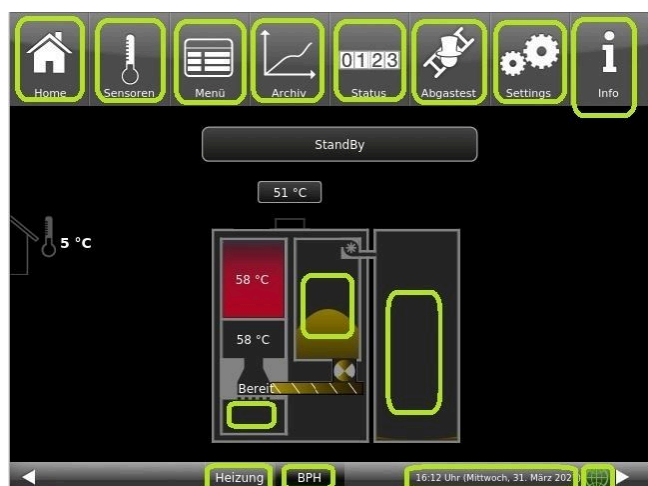 Home Sensoren Menü Archiv 0123 Status Abgastest Settings Info
StandBy
51 °C
5 °C
58 °C
58 °C
Bereit
Heizung BPH 16:12 Uhr (Mittwoch, 31. März 202